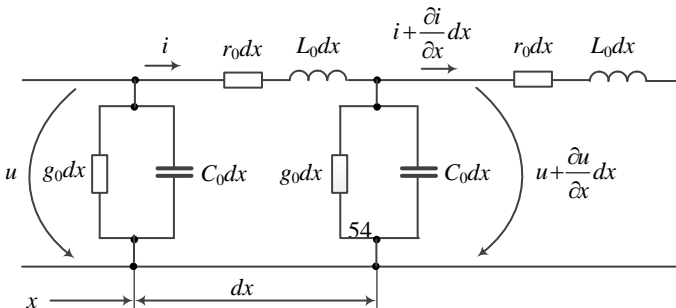 i
r₀dx
L₀dx
i+∂i/∂x dx
r₀dx
L₀dx
u
g₀dx
C₀dx
g₀dx
C₀dx
u+∂u/∂x dx
54
x
dx